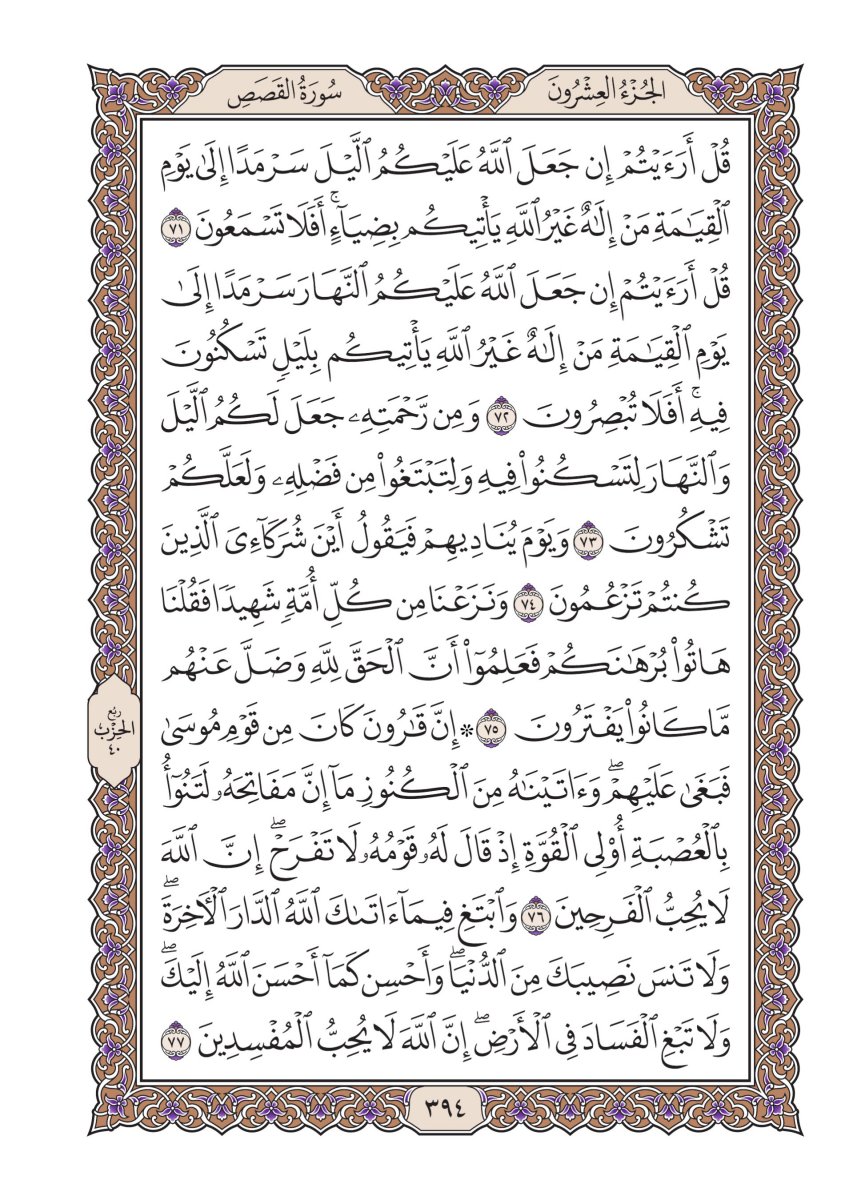 الجُزْءُ العِشْرُونَ
سُورَةُ القَصَصِ
قُلْ أَرَءَيْتُمْ إِن جَعَلَ ٱللَّهُ عَلَيْكُمُ ٱلَّيْلَ سَرْمَدًا إِلَىٰ يَوْمِ
ٱلْقِيَٰمَةِ مَنْ إِلَٰهٌ غَيْرُ ٱللَّهِ يَأْتِيكُم بِضِيَآءٍ ۖ أَفَلَا تَسْمَعُونَ ٧١
قُلْ أَرَءَيْتُمْ إِن جَعَلَ ٱللَّهُ عَلَيْكُمُ ٱلنَّهَارَ سَرْمَدًا إِلَىٰ
يَوْمِ ٱلْقِيَٰمَةِ مَنْ إِلَٰهٌ غَيْرُ ٱللَّهِ يَأْتِيكُم بِلَيْلٍ تَسْكُنُونَ
فِيهِ ۚ أَفَلَا تُبْصِرُونَ ٧٢ وَمِن رَّحْمَتِهِۦ جَعَلَ لَكُمُ ٱلَّيْلَ
وَٱلنَّهَارَ لِتَسْكُنُوا۟ فِيهِ وَلِتَبْتَغُوا۟ مِن فَضْلِهِۦ وَلَعَلَّكُمْ
تَشْكُرُونَ ٧٣ وَيَوْمَ يُنَادِيهِمْ فَيَقُولُ أَيْنَ شُرَكَآءِىَ ٱلَّذِينَ
كُنتُمْ تَزْعُمُونَ ٧٤ وَنَزَعْنَا مِن كُلِّ أُمَّةٍ شَهِيدًا فَقُلْنَا
هَاتُوا۟ بُرْهَٰنَكُمْ فَعَلِمُوٓا۟ أَنَّ ٱلْحَقَّ لِلَّهِ وَضَلَّ عَنْهُم
مَّا كَانُوا۟ يَفْتَرُونَ ٧٥ ۞ إِنَّ قَٰرُونَ كَانَ مِن قَوْمِ مُوسَىٰ
رُبْع
الحِزْب
٤٠
فَبَغَىٰ عَلَيْهِمْ ۖ وَءَاتَيْنَٰهُ مِنَ ٱلْكُنُوزِ مَآ إِنَّ مَفَاتِحَهُۥ لَتَنُوٓأُ
بِٱلْعُصْبَةِ أُو۟لِى ٱلْقُوَّةِ إِذْ قَالَ لَهُۥ قَوْمُهُۥ لَا تَفْرَحْ ۖ إِنَّ ٱللَّهَ
لَا يُحِبُّ ٱلْفَرِحِينَ ٧٦ وَٱبْتَغِ فِيمَآ ءَاتَىٰكَ ٱللَّهُ ٱلدَّارَ ٱلْءَاخِرَةَ ۖ
وَلَا تَنسَ نَصِيبَكَ مِنَ ٱلدُّنْيَا ۖ وَأَحْسِن كَمَآ أَحْسَنَ ٱللَّهُ إِلَيْكَ ۖ
وَلَا تَبْغِ ٱلْفَسَادَ فِى ٱلْأَرْضِ ۖ إِنَّ ٱللَّهَ لَا يُحِبُّ ٱلْمُفْسِدِينَ ٧٧
٣٩٤